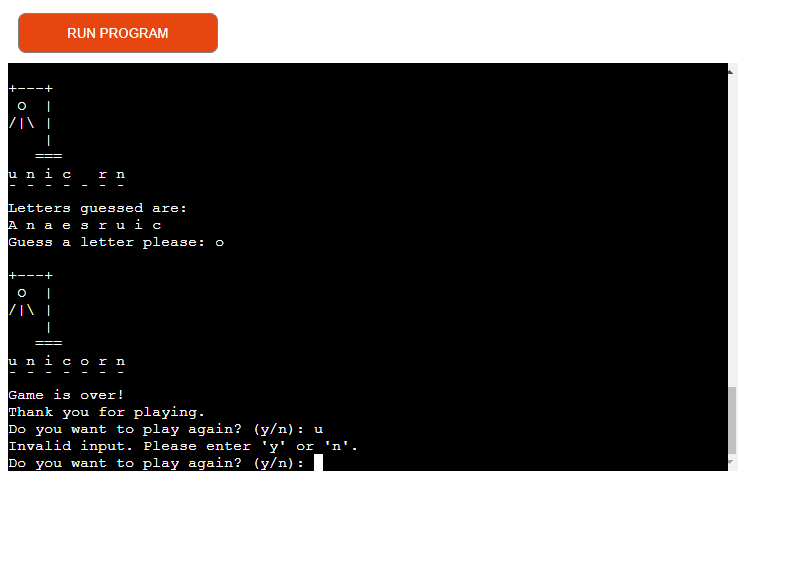 RUN PROGRAM
+---+
 O  |
/|\ |
    |
   ===
u n i c   r n
- - - - - - -
Letters guessed are:
A n a e s r u i c
Guess a letter please: o
+---+
 O  |
/|\ |
    |
   ===
u n i c o r n
- - - - - - -
Game is over!
Thank you for playing.
Do you want to play again? (y/n): u
Invalid input. Please enter 'y' or 'n'.
Do you want to play again? (y/n):